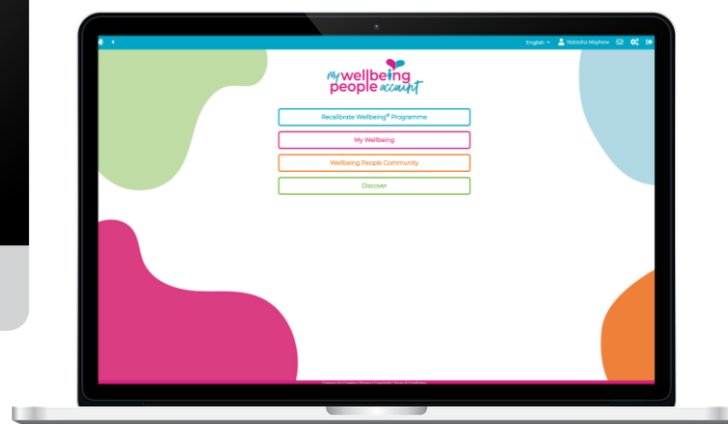 English
Natasha Mayhew
my wellbeing
people account
Recalibrate Wellbeing® Programme
My Wellbeing
Wellbeing People Community
Discover